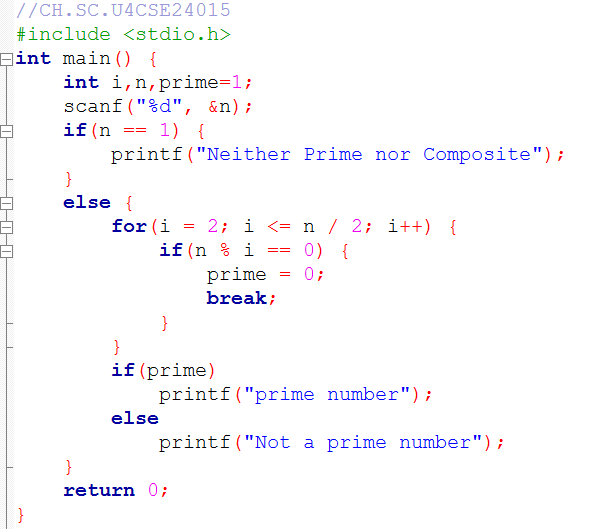 //CH.SC.U4CSE24015
#include <stdio.h>
int main() {
    int i,n,prime=1;
    scanf("%d", &n);
    if(n == 1) {
        printf("Neither Prime nor Composite");
    }
    else {
        for(i = 2; i <= n / 2; i++) {
            if(n % i == 0) {
                prime = 0;
                break;
            }
        }
        if(prime)
            printf("prime number");
        else
            printf("Not a prime number");
    }
    return 0;
}